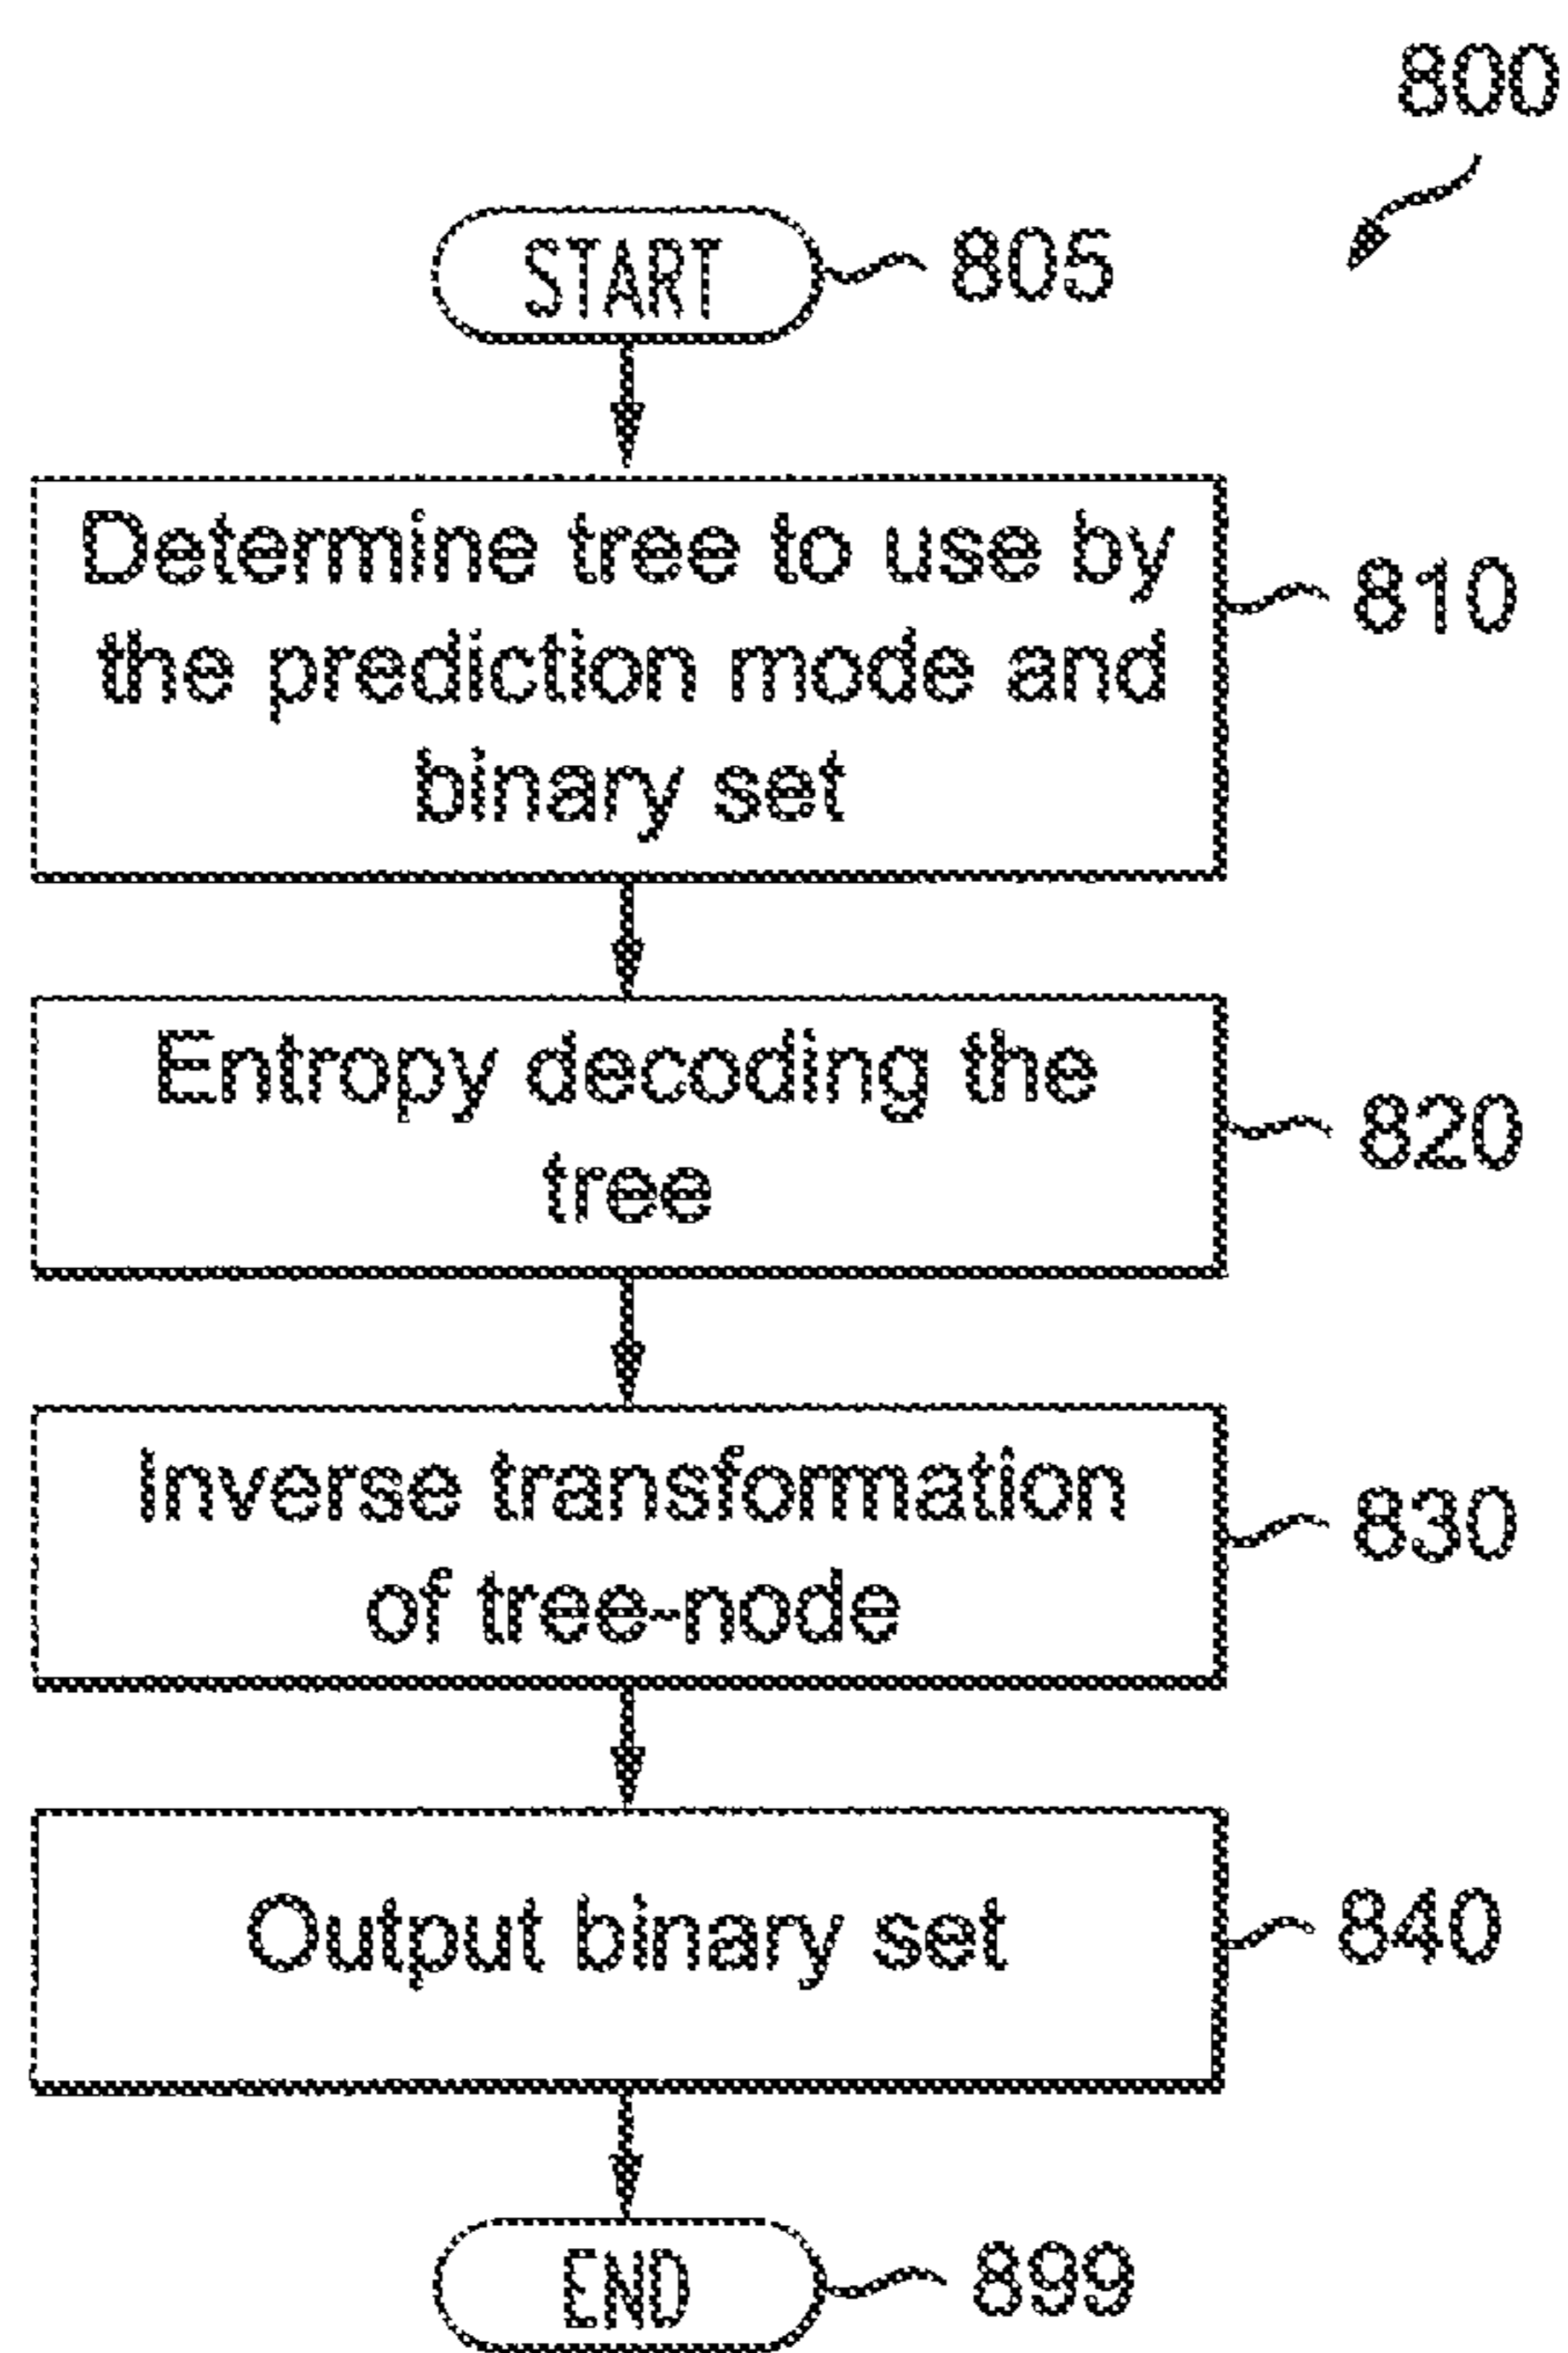 800
START 805
Determine tree to use by
the prediction mode and
binary set
810
Entropy decoding the
tree
820
Inverse transformation
of tree-node
830
Output binary set
840
END 899